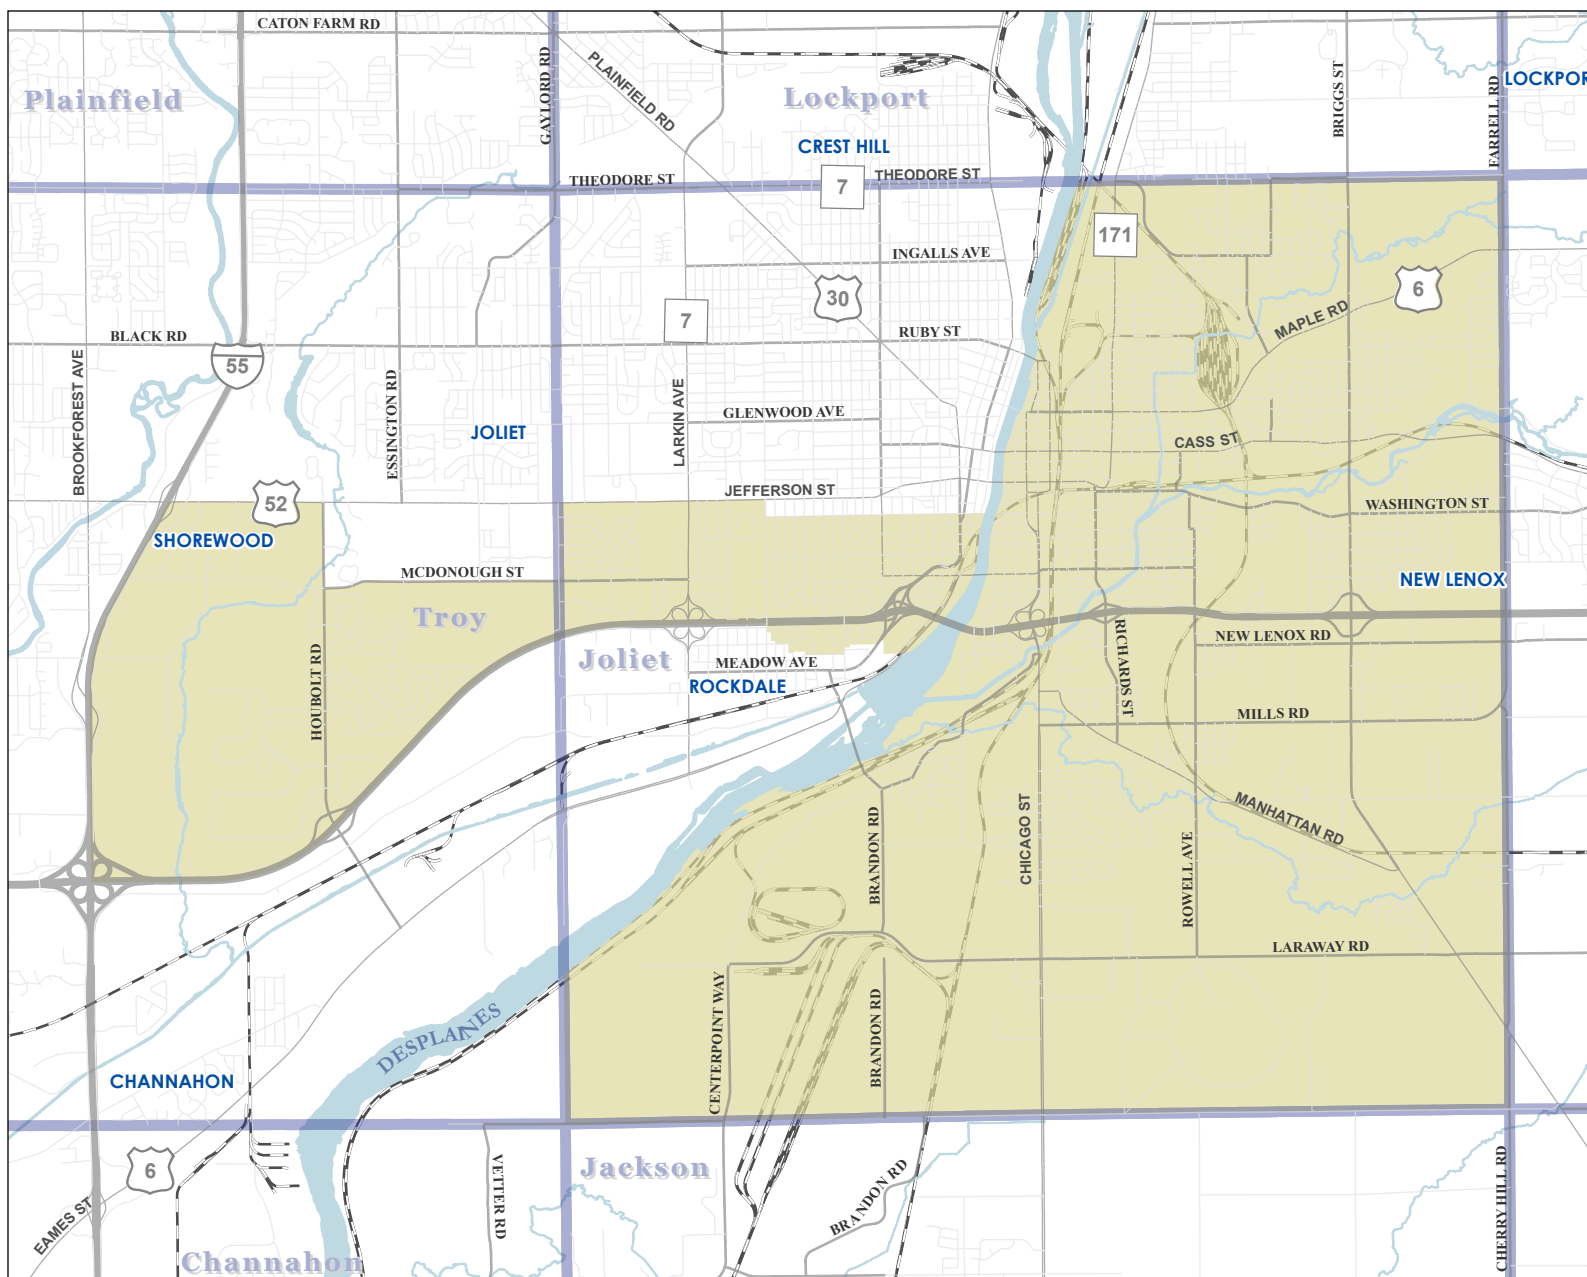 CATON FARM RD
GAYLORD RD
PLAINFIELD RD
Plainfield
Lockport
BRIGGS ST
FARRELL RD
LOCKPOR
CREST HILL
THEODORE ST
7
THEODORE ST
171
INGALLS AVE
30
6
7
MAPLE RD
BLACK RD
RUBY ST
55
BROOKFOREST AVE
ESSINGTON RD
LARKIN AVE
GLENWOOD AVE
JOLIET
CASS ST
JEFFERSON ST
52
WASHINGTON ST
SHOREWOOD
MCDONOUGH ST
NEW LENOX
Troy
HOUBOLT RD
Joliet
MEADOW AVE
RICHARDS ST
NEW LENOX RD
ROCKDALE
MILLS RD
BRANDON RD
CHICAGO ST
MANHATTAN RD
ROWELL AVE
LARAWAY RD
CENTERPOINT WAY
BRANDON RD
DESPLAINES
CHANNAHON
6
EAMES ST
VETTER RD
Jackson
BRANDON RD
CHERRY HILL RD
Channahon